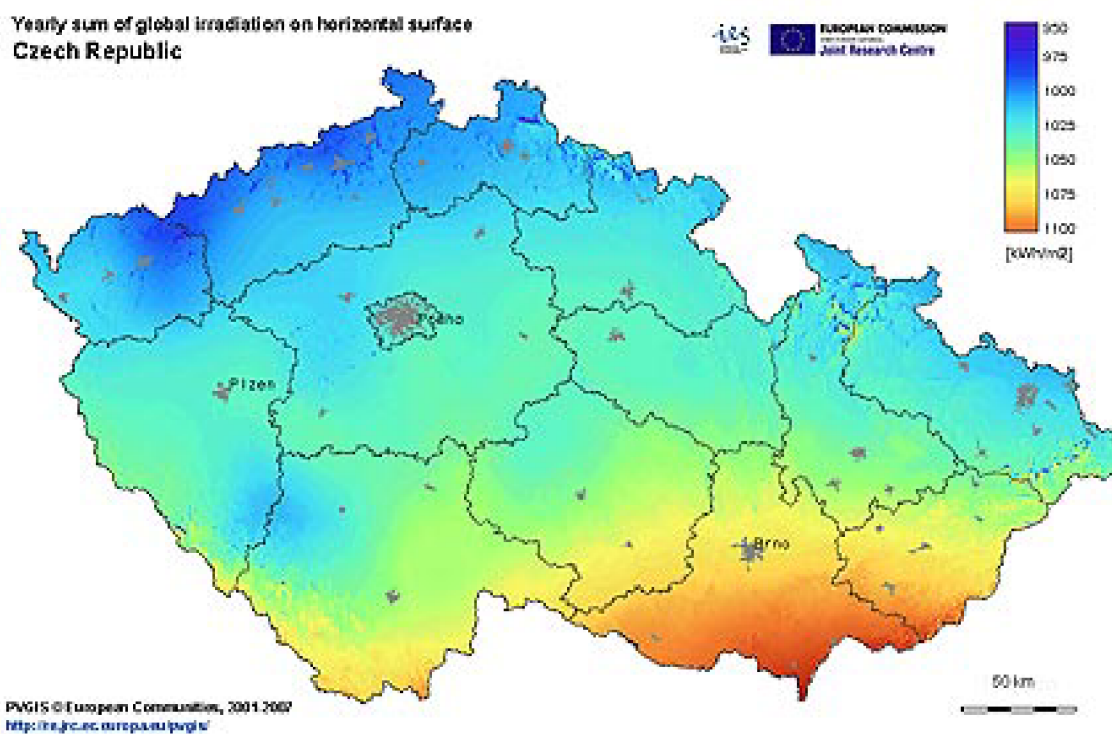 Yearly sum of global irradiation on horizontal surface
Czech Republic
ies
EUROPEAN COMMISSION
Joint Research Centre
950
975
1000
1025
1050
1075
1100
[kWh/m2]
Plzen
Brno
50 km
PVGIS © European Communities, 2001-2007
http://re.jrc.ec.europa.eu/pvgis/